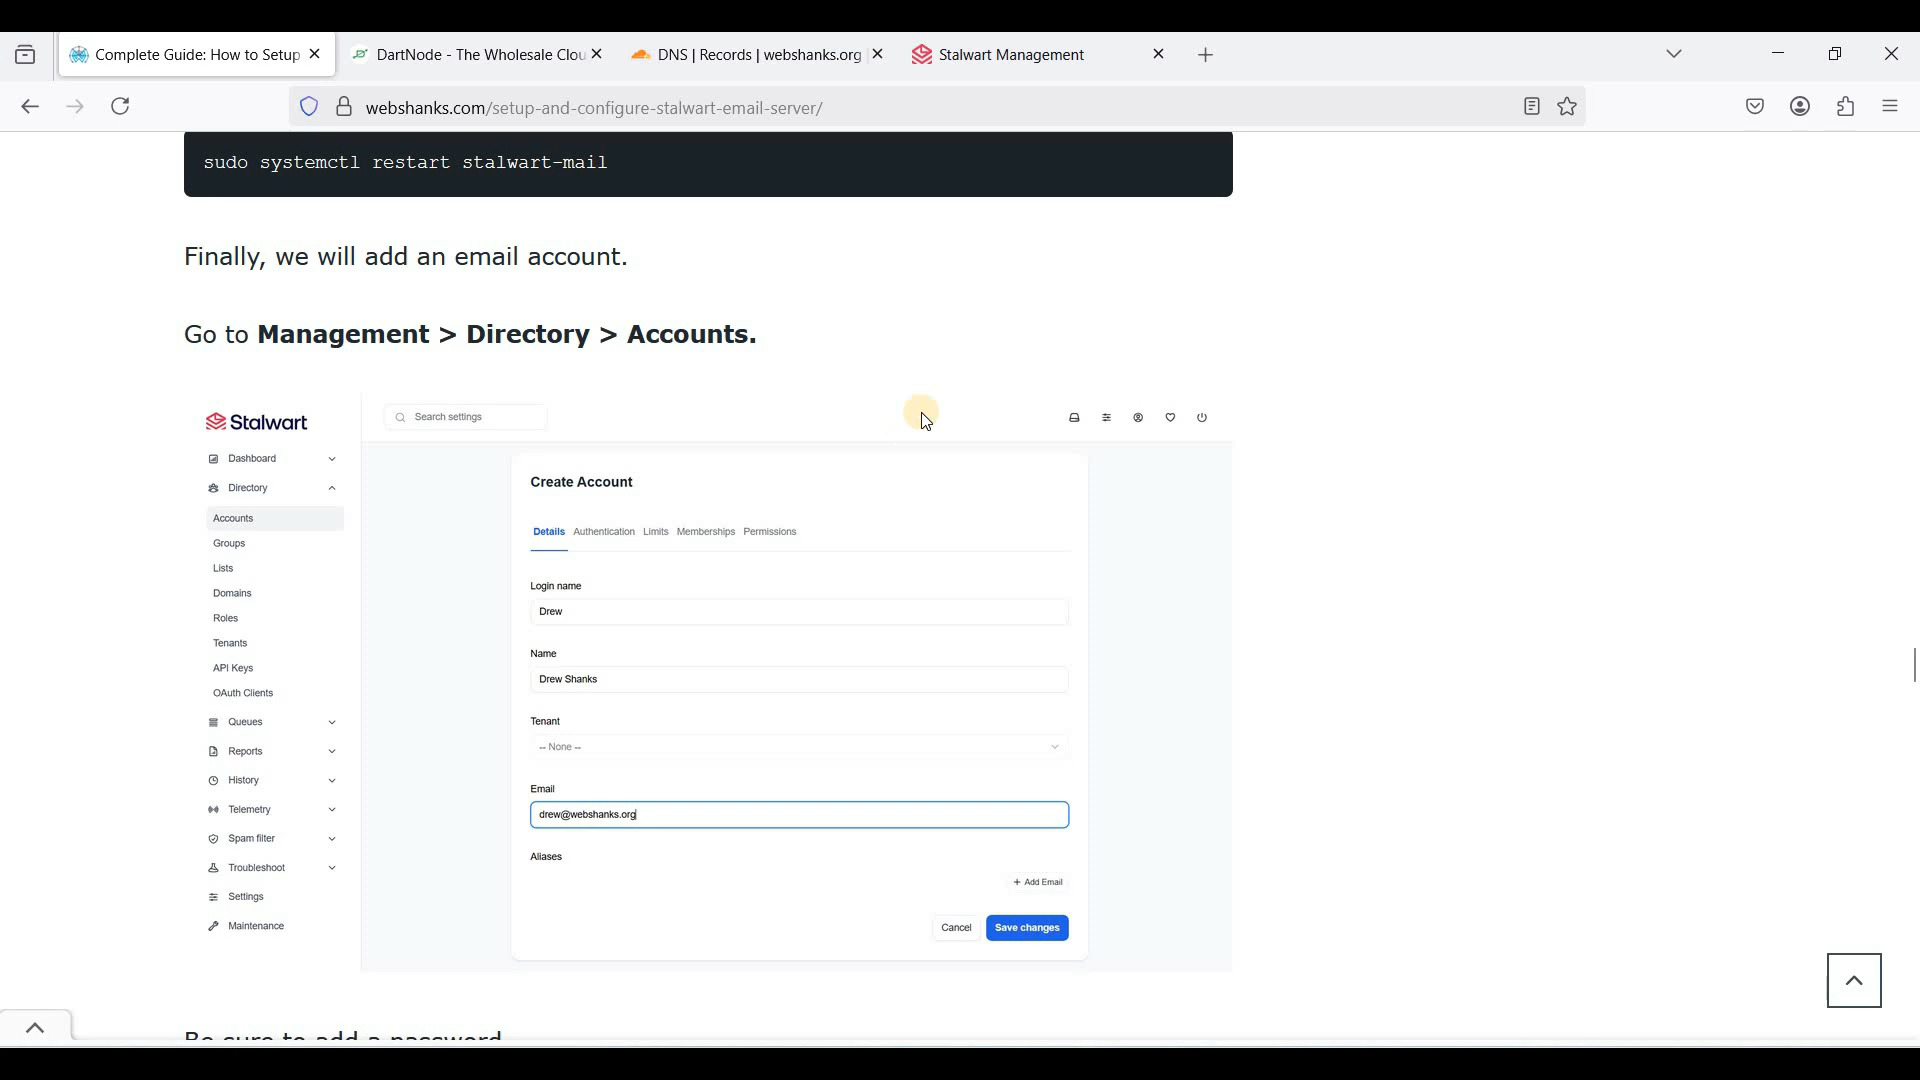 Complete Guide: How to Setup
DartNode - The Wholesale Clou
DNS | Records | webshanks.org
Stalwart Management
webshanks.com/setup-and-configure-stalwart-email-server/
sudo systemctl restart stalwart-mail
Finally, we will add an email account.
Go to Management > Directory > Accounts.
Stalwart
Search settings
Dashboard
Directory
Accounts
Groups
Lists
Domains
Roles
Tenants
API Keys
OAuth Clients
Queues
Reports
History
Telemetry
Spam filter
Troubleshoot
Settings
Maintenance
Create Account
Details Authentication Limits Memberships Permissions
Login name
Drew
Name
Drew Shanks
Tenant
-- None --
Email
drew@webshanks.org
Aliases
+ Add Email
Cancel Save changes
Be sure to add a password